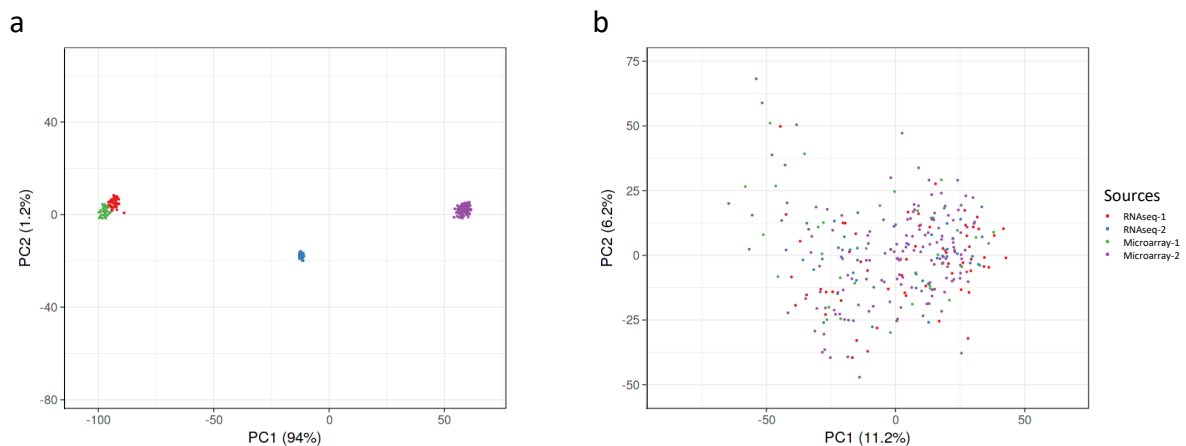 a
b
40
0
-40
-80
PC2 (1.2%)
-100
-50
0
50
PC1 (94%)
75
50
25
0
-25
-50
PC2 (6.2%)
-50
0
50
PC1 (11.2%)
Sources
RNAseq-1
RNAseq-2
Microarray-1
Microarray-2